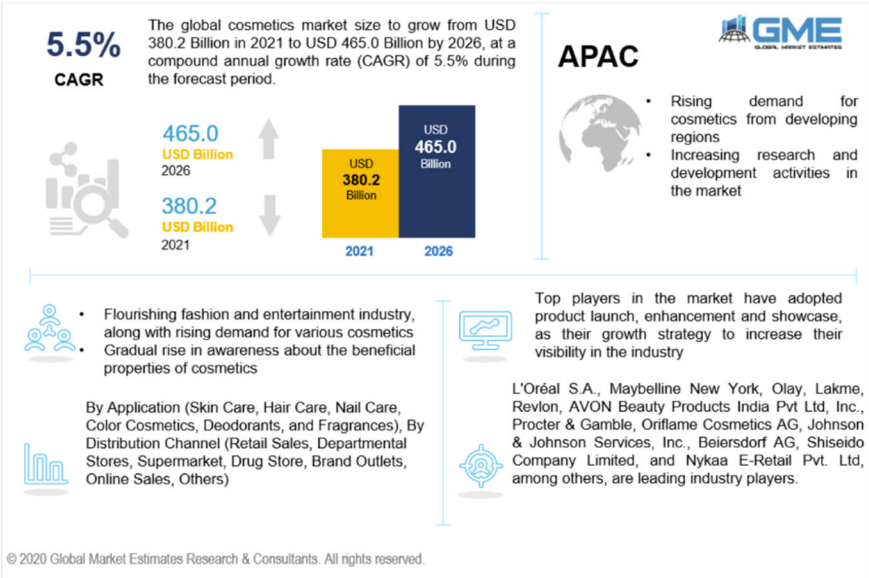 5.5%
CAGR
The global cosmetics market size to grow from USD
380.2 Billion in 2021 to USD 465.0 Billion by 2026, at a
compound annual growth rate (CAGR) of 5.5% during
the forecast period.
465.0
USD Billion
2026
380.2
USD Billion
2021
USD
380.2
Billion
USD
465.0
Billion
2021
2026
GME
GLOBAL MARKET ESTIMATES
APAC
• Rising demand for
cosmetics from developing
regions
• Increasing research and
development activities in
the market
• Flourishing fashion and entertainment industry,
along with rising demand for various cosmetics
• Gradual rise in awareness about the beneficial
properties of cosmetics
By Application (Skin Care, Hair Care, Nail Care,
Color Cosmetics, Deodorants, and Fragrances), By
Distribution Channel (Retail Sales, Departmental
Stores, Supermarket, Drug Store, Brand Outlets,
Online Sales, Others)
Top players in the market have adopted
product launch, enhancement and showcase,
as their growth strategy to increase their
visibility in the industry
L'Oréal S.A., Maybelline New York, Olay, Lakme,
Revlon, AVON Beauty Products India Pvt Ltd, Inc.,
Procter & Gamble, Oriflame Cosmetics AG, Johnson
& Johnson Services, Inc., Beiersdorf AG, Shiseido
Company Limited, and Nykaa E-Retail Pvt. Ltd,
among others, are leading industry players.
© 2020 Global Market Estimates Research & Consultants. All rights reserved.